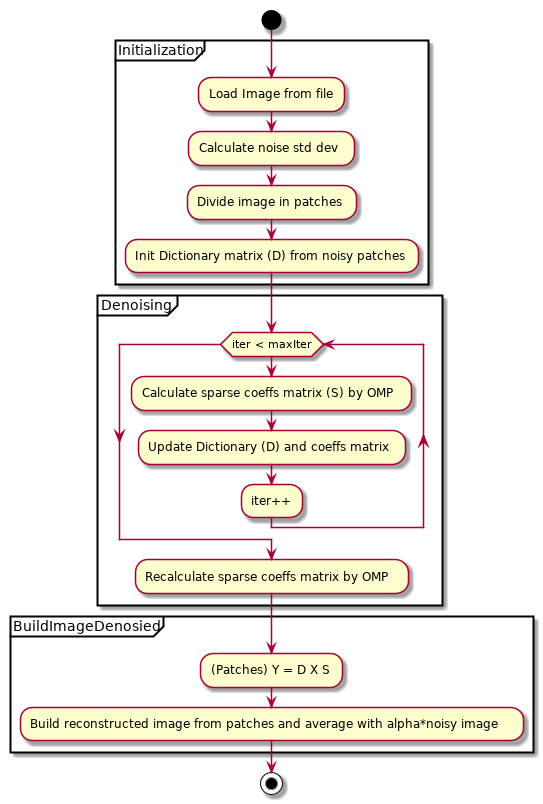 Initialization
Load Image from file
Calculate noise std dev
Divide image in patches
Init Dictionary matrix (D) from noisy patches
Denoising
iter < maxIter
Calculate sparse coeffs matrix (S) by OMP
Update Dictionary (D) and coeffs matrix
iter++
Recalculate sparse coeffs matrix by OMP
BuildImageDenosied
(Patches) Y = D X S
Build reconstructed image from patches and average with alpha*noisy image